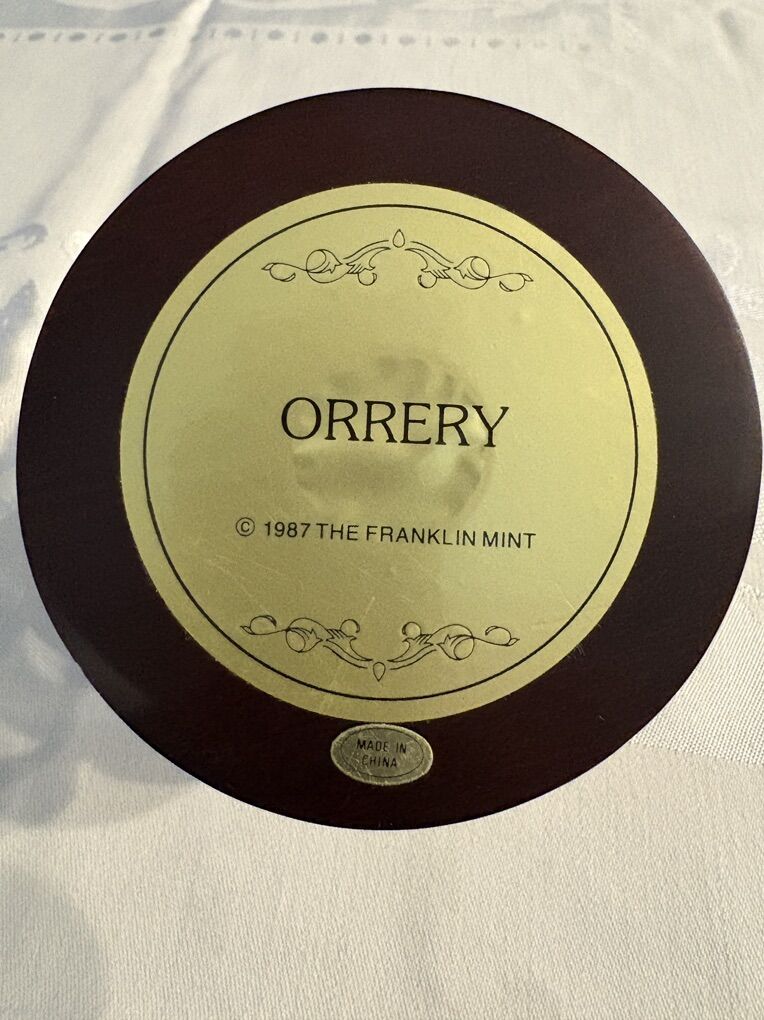 ORRERY
© 1987 THE FRANKLIN MINT
MADE IN
CHINA